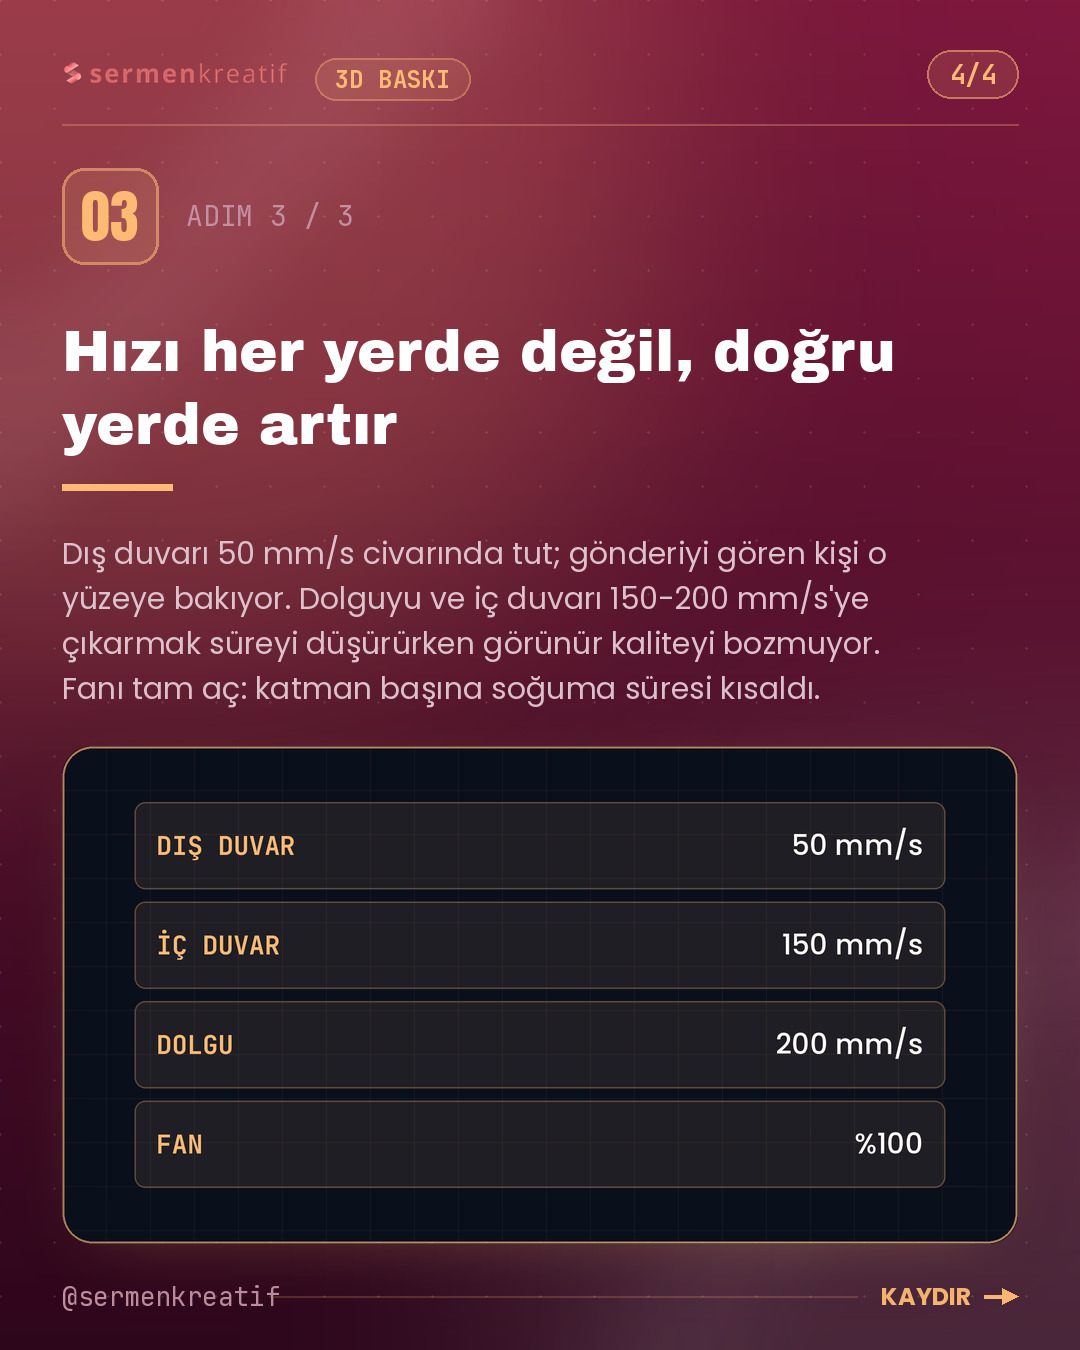 sermenkreatif
3D BASKI
4/4
03
ADIM 3 / 3
Hızı her yerde değil, doğru
yerde artır
Dış duvarı 50 mm/s civarında tut; gönderiyi gören kişi o
yüzeye bakıyor. Dolguyu ve iç duvarı 150-200 mm/s'ye
çıkarmak süreyi düşürürken görünür kaliteyi bozmuyor.
Fanı tam aç: katman başına soğuma süresi kısaldı.
DIŞ DUVAR 50 mm/s
İÇ DUVAR 150 mm/s
DOLGU 200 mm/s
FAN %100
@sermenkreatif
KAYDIR